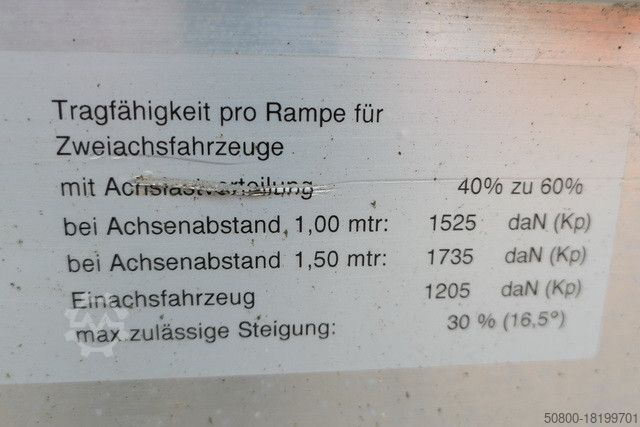 Tragfähigkeit pro Rampe für
Zweiachsfahrzeuge
mit Achslastverteilung 40% zu 60%
bei Achsenabstand 1,00 mtr: 1525 daN (Kp)
bei Achsenabstand 1,50 mtr: 1735 daN (Kp)
Einachsfahrzeug 1205 daN (Kp)
max zulässige Steigung: 30 % (16,5°)
50800-18199701